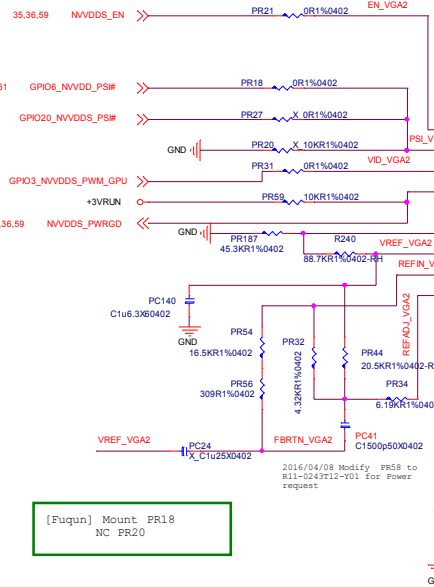 35,36,59 NVVDDS_EN PR21 0R1%0402 EN_VGA2
61 GPIO6_NVVDD_PSI# PR18 0R1%0402
GPIO20_NVVDDS_PSI# PR27 X_0R1%0402
GND PR20 X_10KR1%0402 PSI_V
GPIO3_NVVDDS_PWM_GPU PR31 0R1%0402 VID_VGA2
+3VRUN PR59 10KR1%0402
36,59 NVVDDS_PWRGD
GND PR187 45.3KR1%0402
R240 88.7KR1%0402-RH
VREF_VGA2
REFIN_V
PC140
C1u6.3X60402
GND
PR54
16.5KR1%0402
PR32
4.32KR1%0402
PR44
20.5KR1%0402-R
REFADJ_VGA2
PR56
309R1%0402
PR34
6.19KR1%040
VREF_VGA2
PC24
X_C1u25X0402
FBRTN_VGA2
PC41
C1500p50X0402
2016/04/08 Modify PR58 to
R11-0243T12-Y01 for Power
request
[Fuqun] Mount PR18
NC PR20
G